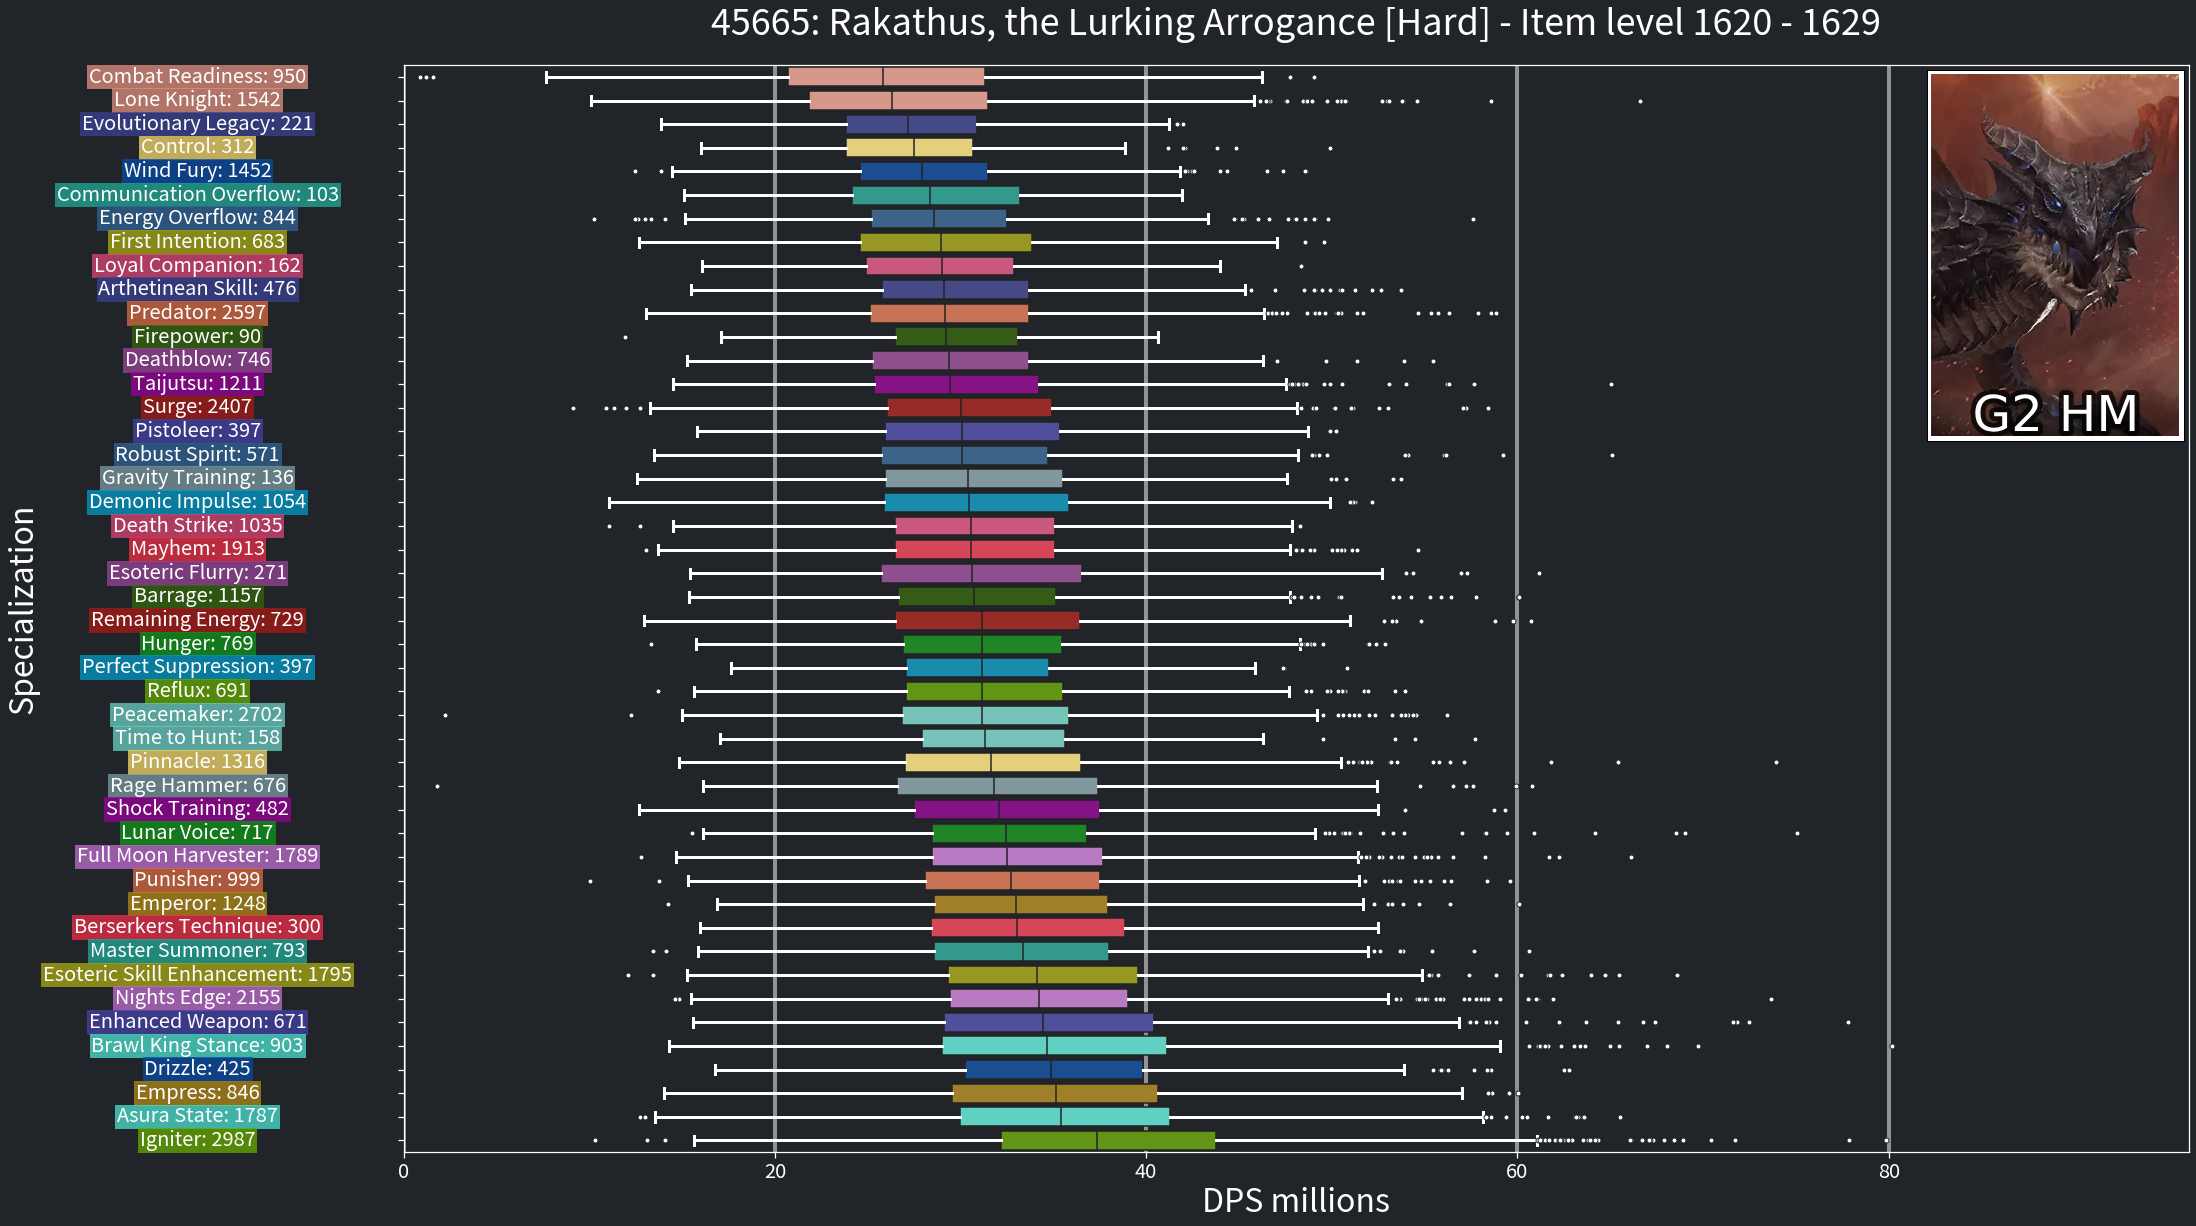 45665: Rakathus, the Lurking Arrogance [Hard] - Item level 1620 - 1629
Combat Readiness: 950
Lone Knight: 1542
Evolutionary Legacy: 221
Control: 312
Wind Fury: 1452
Communication Overflow: 103
Energy Overflow: 844
First Intention: 683
Loyal Companion: 162
Arthetinean Skill: 476
Predator: 2597
Firepower: 90
Deathblow: 746
Taijutsu: 1211
Surge: 2407
Pistoleer: 397
Robust Spirit: 571
Gravity Training: 136
Demonic Impulse: 1054
Death Strike: 1035
Mayhem: 1913
Esoteric Flurry: 271
Barrage: 1157
Remaining Energy: 729
Hunger: 769
Perfect Suppression: 397
Reflux: 691
Peacemaker: 2702
Time to Hunt: 158
Pinnacle: 1316
Rage Hammer: 676
Shock Training: 482
Lunar Voice: 717
Full Moon Harvester: 1789
Punisher: 999
Emperor: 1248
Berserkers Technique: 300
Master Summoner: 793
Esoteric Skill Enhancement: 1795
Nights Edge: 2155
Enhanced Weapon: 671
Brawl King Stance: 903
Drizzle: 425
Empress: 846
Asura State: 1787
Igniter: 2987
Specialization
G2 HM
0 20 40 60 80
DPS millions